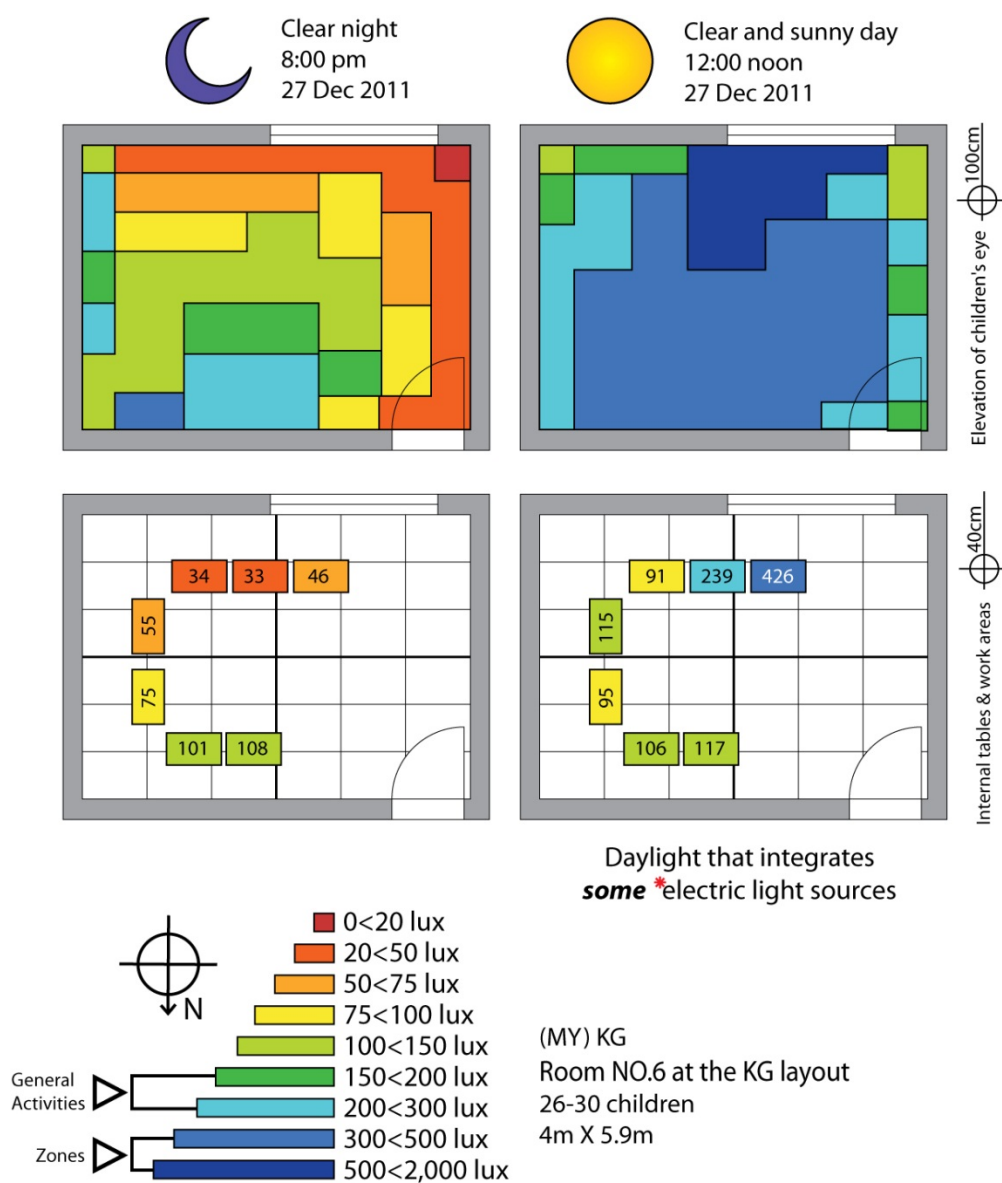 Clear night
8:00 pm
27 Dec 2011
Clear and sunny day
12:00 noon
27 Dec 2011
100cm
Elevation of children's eye
34 33 46
55
75
101 108
91 239 426
115
95
106 117
40cm
Internal tables & work areas
Daylight that integrates
some *electric light sources
N
0<20 lux
20<50 lux
50<75 lux
75<100 lux
100<150 lux
150<200 lux
200<300 lux
300<500 lux
500<2,000 lux
General
Activities
Zones
(MY) KG
Room NO.6 at the KG layout
26-30 children
4m X 5.9m